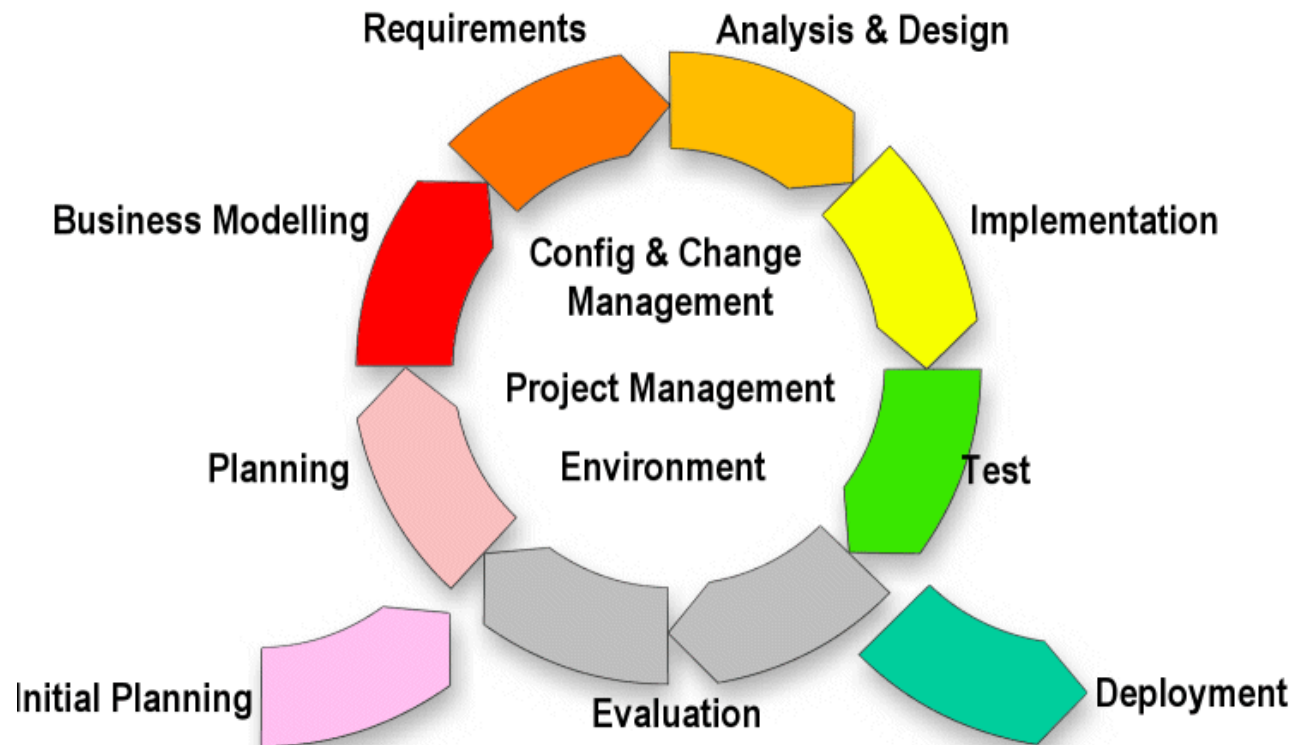 Requirements
Analysis & Design
Business Modelling
Implementation
Config & Change
Management
Project Management
Planning
Environment
Test
Initial Planning
Evaluation
Deployment